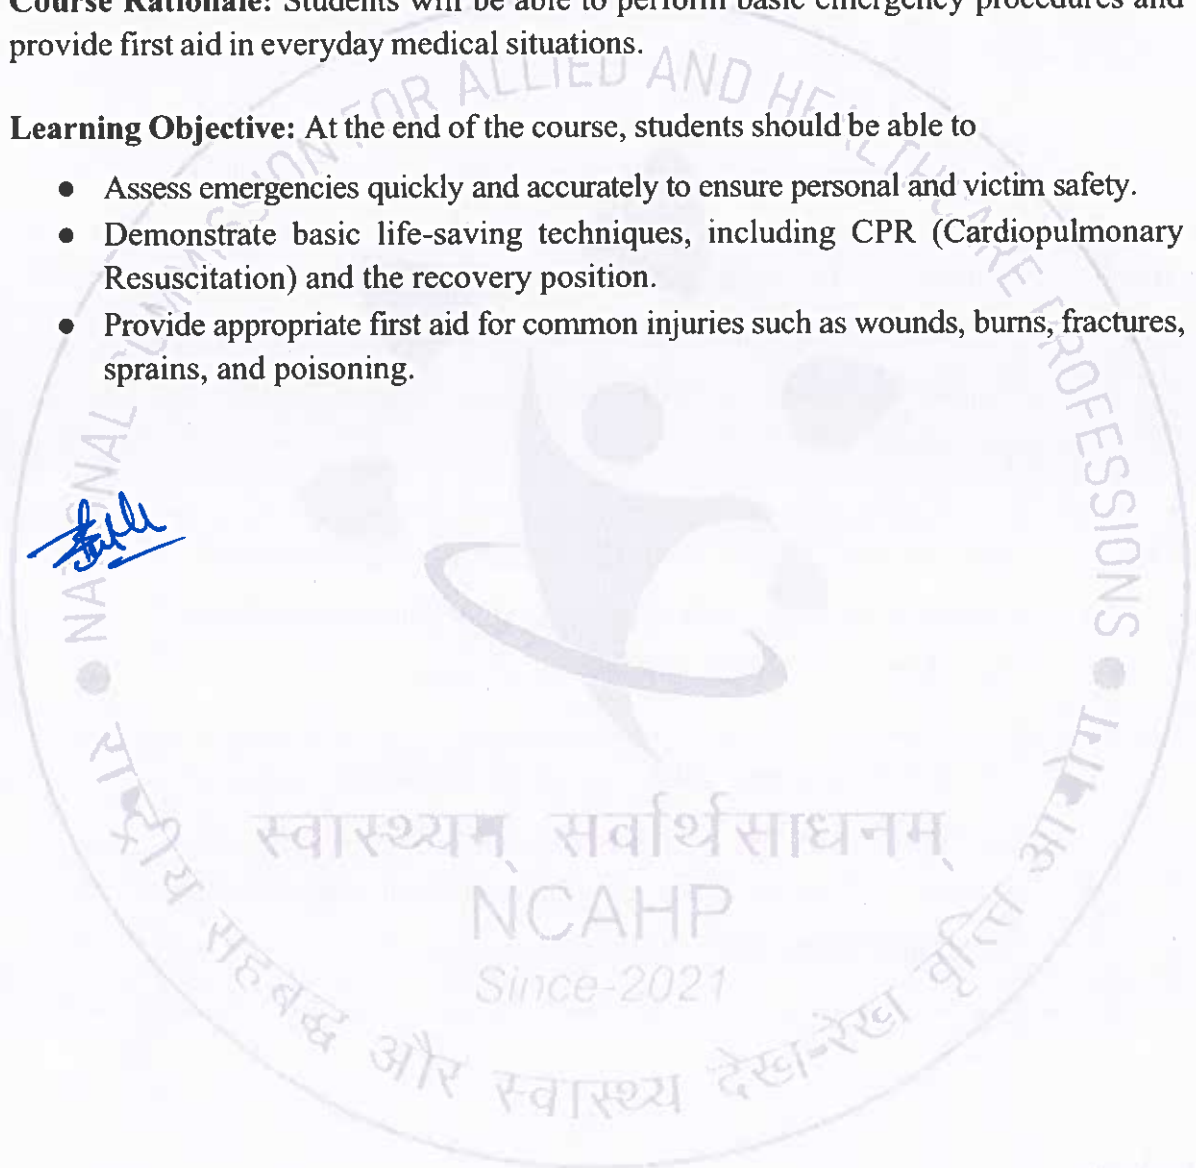 Course Rationale: Students will be able to perform basic emergency procedures and
provide first aid in everyday medical situations.
Learning Objective: At the end of the course, students should be able to
● Assess emergencies quickly and accurately to ensure personal and victim safety.
● Demonstrate basic life-saving techniques, including CPR (Cardiopulmonary
Resuscitation) and the recovery position.
● Provide appropriate first aid for common injuries such as wounds, burns, fractures,
sprains, and poisoning.
NATIONAL COMMISSION FOR ALLIED AND HEALTHCARE PROFESSIONS
स्वास्थ्यम् सर्वार्थसाधनम्
NCAHP
Since-2021
राष्ट्रीय सहबद्ध और स्वास्थ्य देख-रेख वृत्ति आयोग